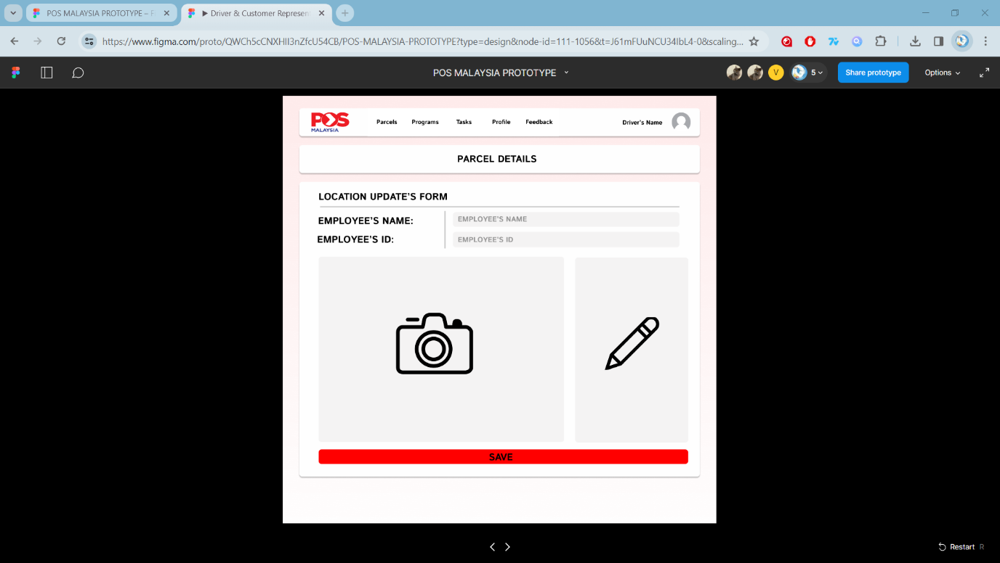 POS MALAYSIA PROTOTYPE – F
Driver & Customer Represen
https://www.figma.com/proto/QWCh5cCNXHII3nZfcU54CB/POS-MALAYSIA-PROTOTYPE?type=design&node-id=111-1056&t=J61mFUuNCU34IbL4-0&scaling...
POS MALAYSIA PROTOTYPE
V
5
Share prototype
Options
POS
MALAYSIA
Parcels
Programs
Tasks
Profile
Feedback
Driver's Name
PARCEL DETAILS
LOCATION UPDATE'S FORM
EMPLOYEE'S NAME:
EMPLOYEE'S NAME
EMPLOYEE'S ID:
EMPLOYEE'S ID
SAVE
Restart R